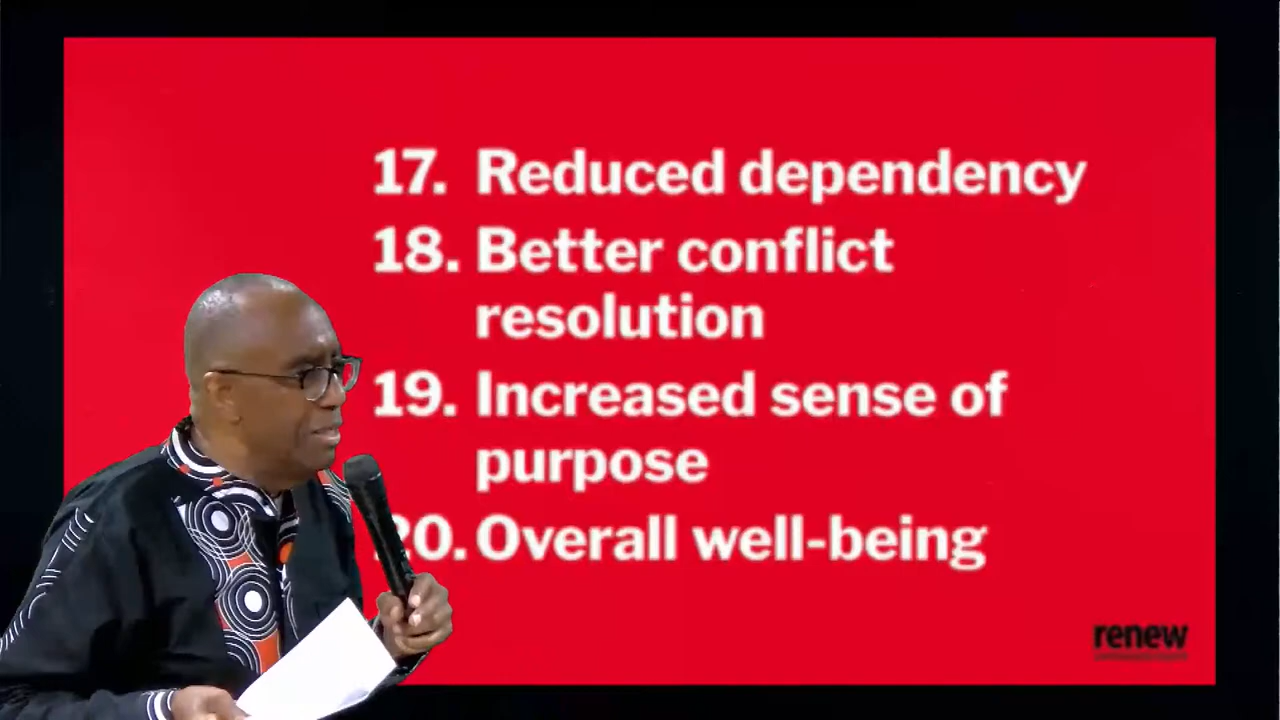 17. Reduced dependency
18. Better conflict
resolution
19. Increased sense of
purpose
20. Overall well-being
renew